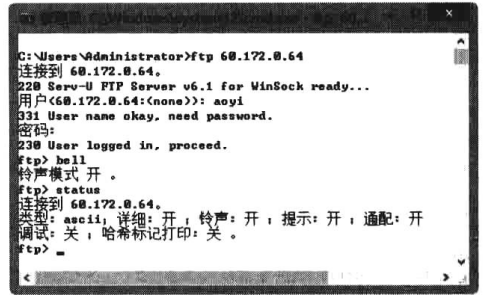 C:\Users\Administrator>ftp 60.172.0.64
连接到 60.172.0.64。
220 Serv-U FTP Server v6.1 for WinSock ready...
用户(60.172.0.64:(none)): aoyi
331 User name okay, need password.
密码:
230 User logged in, proceed.
ftp> bell
铃声模式 开 。
ftp> status
连接到 60.172.0.64。
类型: ascii; 详细: 开 ; 铃声: 开 ; 提示: 开 ; 通配: 开
调试: 关 ; 哈希标记打印: 关 。
ftp>